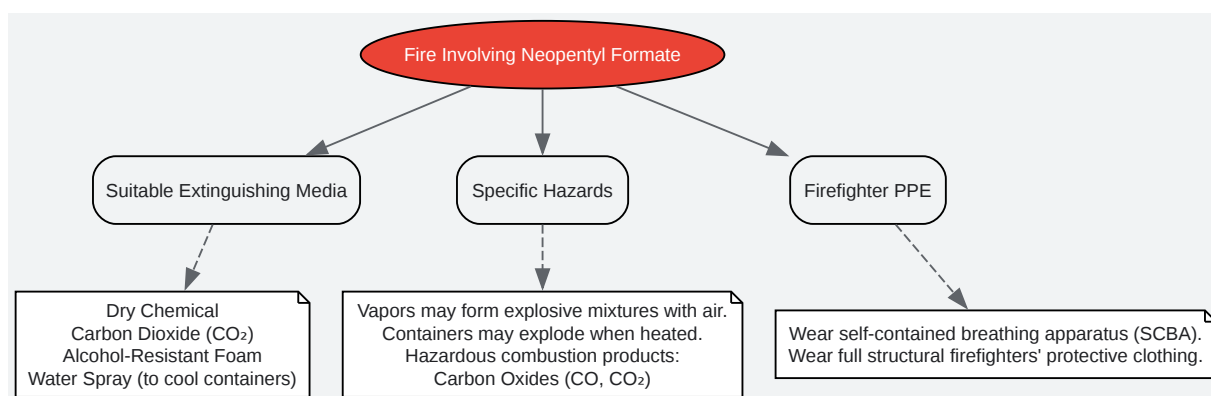 Fire Involving Neopentyl Formate
Suitable Extinguishing Media
Specific Hazards
Firefighter PPE
Dry Chemical
Carbon Dioxide (CO₂)
Alcohol-Resistant Foam
Water Spray (to cool containers)
Vapors may form explosive mixtures with air.
Containers may explode when heated.
Hazardous combustion products:
Carbon Oxides (CO, CO₂)
Wear self-contained breathing apparatus (SCBA).
Wear full structural firefighters' protective clothing.